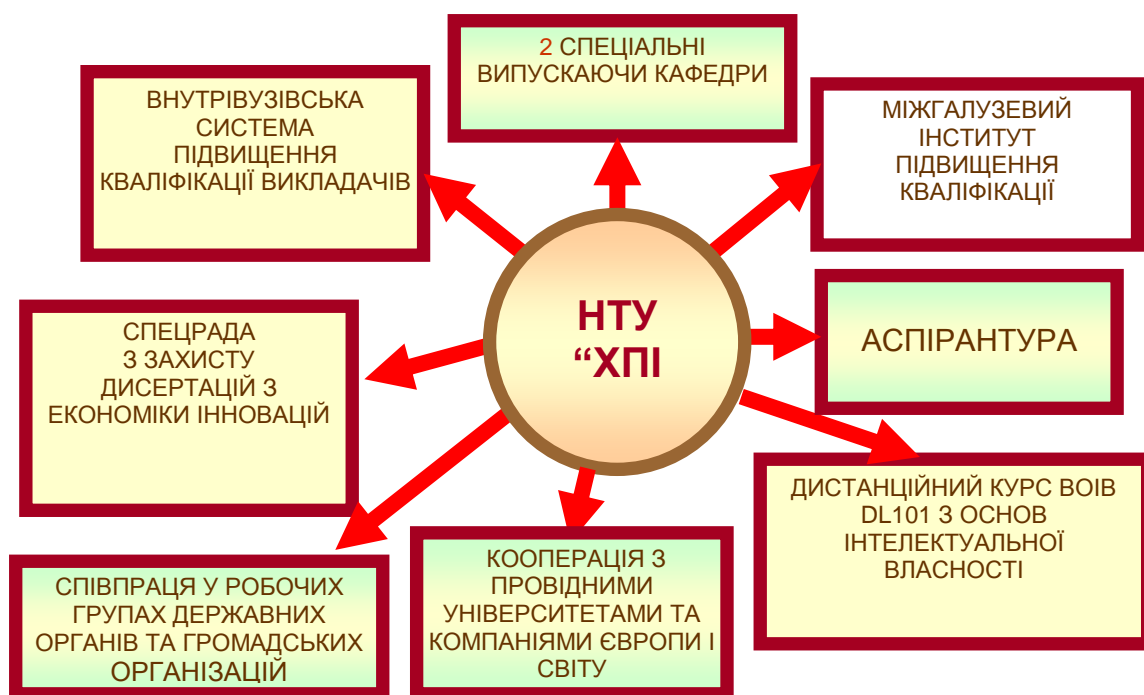 2 СПЕЦІАЛЬНІ
ВИПУСКАЮЧИ КАФЕДРИ
ВНУТРІВУЗІВСЬКА
СИСТЕМА
ПІДВИЩЕННЯ
КВАЛІФІКАЦІЇ ВИКЛАДАЧІВ
МІЖГАЛУЗЕВИЙ
ІНСТИТУТ
ПІДВИЩЕННЯ
КВАЛІФІКАЦІЇ
НТУ
“ХПІ
АСПІРАНТУРА
СПЕЦРАДА
З ЗАХИСТУ
ДИСЕРТАЦІЙ З
ЕКОНОМІКИ ІННОВАЦІЙ
ДИСТАНЦІЙНИЙ КУРС ВОІВ
DL101 З ОСНОВ
ІНТЕЛЕКТУАЛЬНОЇ
ВЛАСНОСТІ
СПІВПРАЦЯ У РОБОЧИХ
ГРУПАХ ДЕРЖАВНИХ
ОРГАНІВ ТА ГРОМАДСЬКИХ
ОРГАНІЗАЦІЙ
КООПЕРАЦІЯ З
ПРОВІДНИМИ
УНІВЕРСИТЕТАМИ ТА
КОМПАНІЯМИ ЄВРОПИ І
СВІТУ